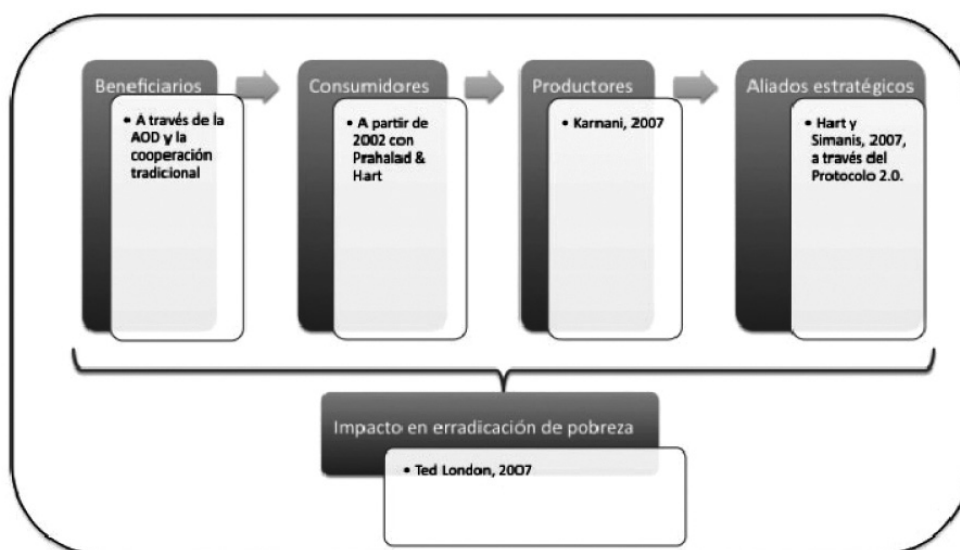 Beneficiarios
• A través de la
AOD y la
cooperación
tradicional
Consumidores
• A partir de
2002 con
Prahalad &
Hart
Productores
• Karnani, 2007
Aliados estratégicos
• Hart y
Simanis, 2007,
a través del
Protocolo 2.0.
Impacto en erradicación de pobreza
• Ted London, 2007